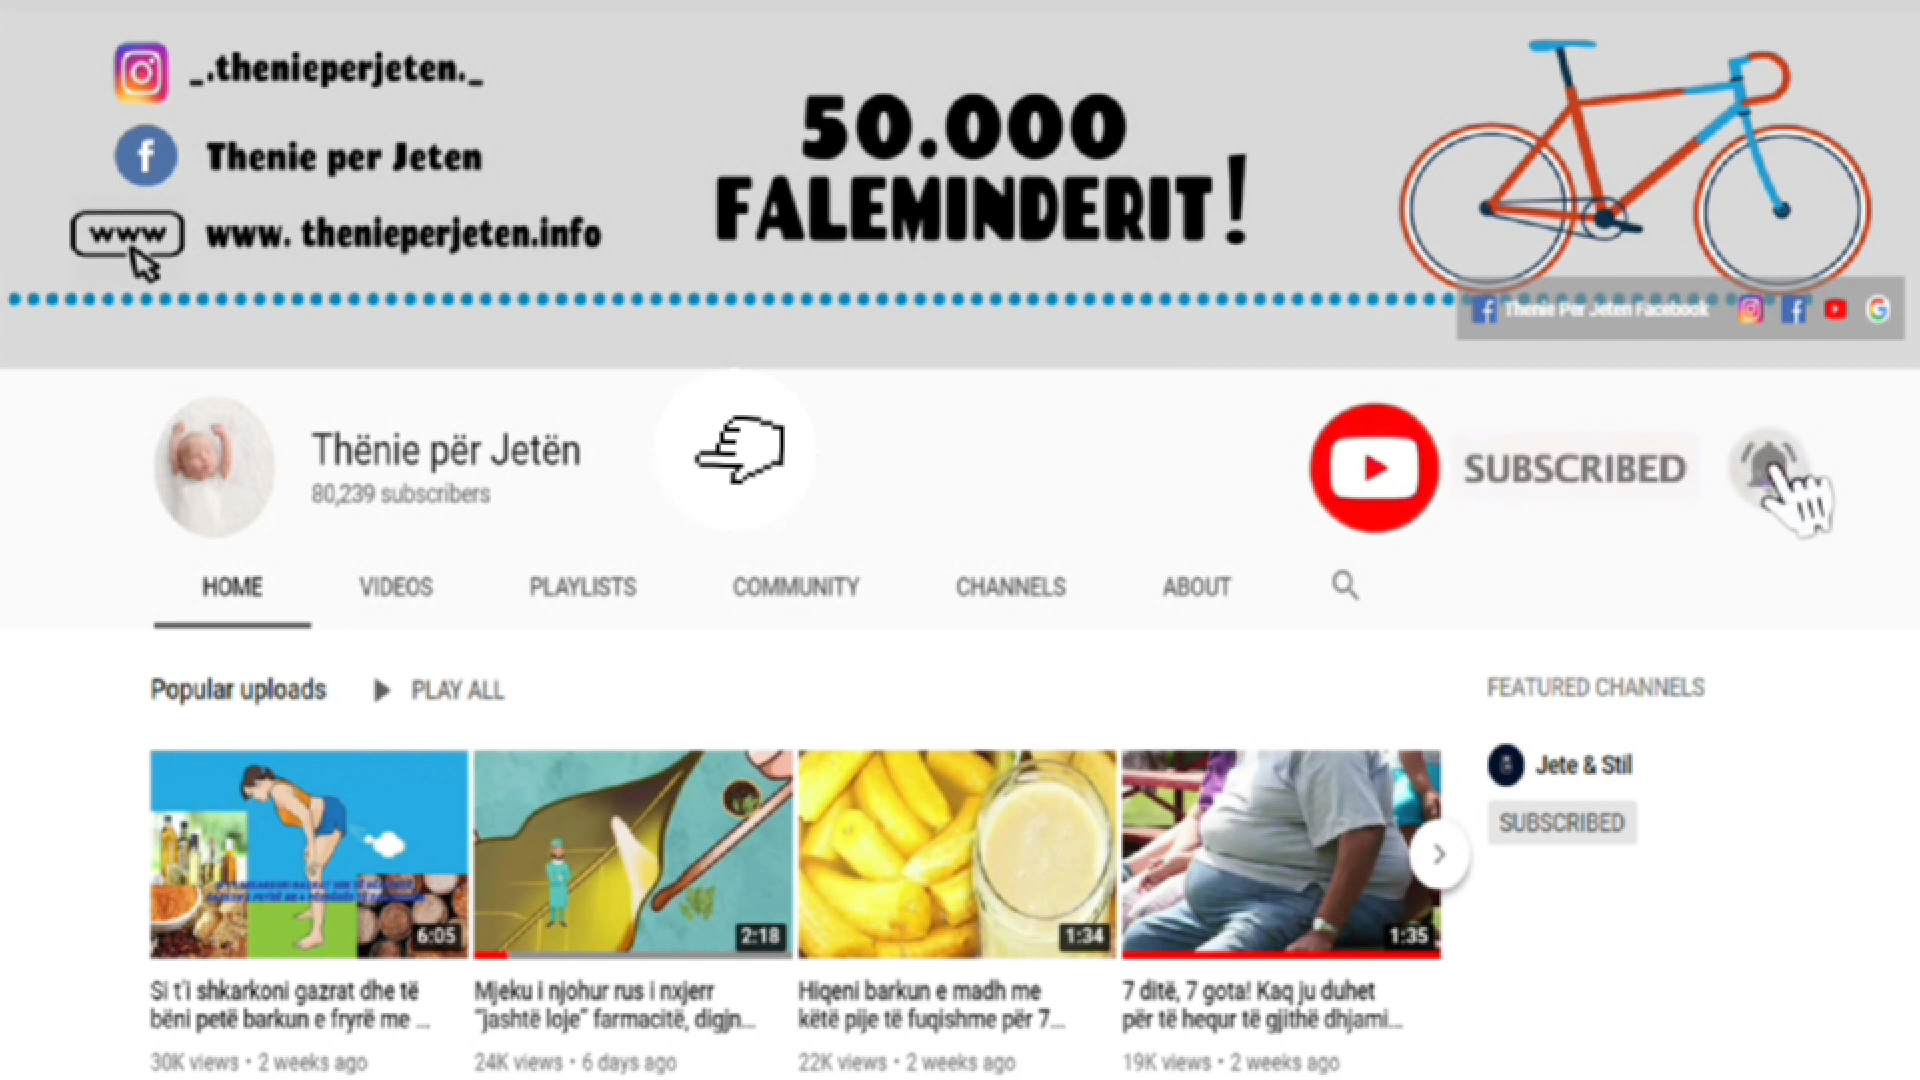 _.thenieperjeten._
Thenie per Jeten
www
www. thenieperjeten.info
50.000
FALEMINDERIT!
Thenie Per Jeten Facebook
Thënie për Jetën
80,239 subscribers
SUBSCRIBED
HOME VIDEOS PLAYLISTS COMMUNITY CHANNELS ABOUT
Popular uploads PLAY ALL
FEATURED CHANNELS
Jete & Stil
SUBSCRIBED
6:05
2:18
1:34
1:35
Si t'i shkarkoni gazrat dhe të
bëni petë barkun e fryrë me ...
30K views • 2 weeks ago
Mjeku i njohur rus i nxjerr
"jashtë loje" farmacitë, digjn...
24K views • 6 days ago
Hiqeni barkun e madh me
këtë pije të fuqishme për 7...
22K views • 2 weeks ago
7 ditë, 7 gota! Kaq ju duhet
për të hequr të gjithë dhjami...
19K views • 2 weeks ago